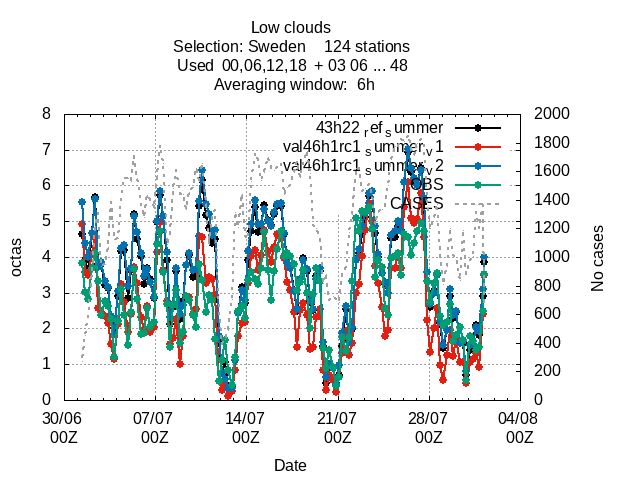 Low clouds
Selection: Sweden 124 stations
Used 00,06,12,18 + 03 06 ... 48
Averaging window: 6h
8
7
6
5
4
3
2
1
0
octas
2000
1800
1600
1400
1200
1000
800
600
400
200
0
No cases
43h22 ref summer
val46h1rc1 summer v1
val46h1rc1 summer v2
OBS
CASES
30/06 07/07 14/07 21/07 28/07 04/08
00Z 00Z 00Z 00Z 00Z 00Z
Date